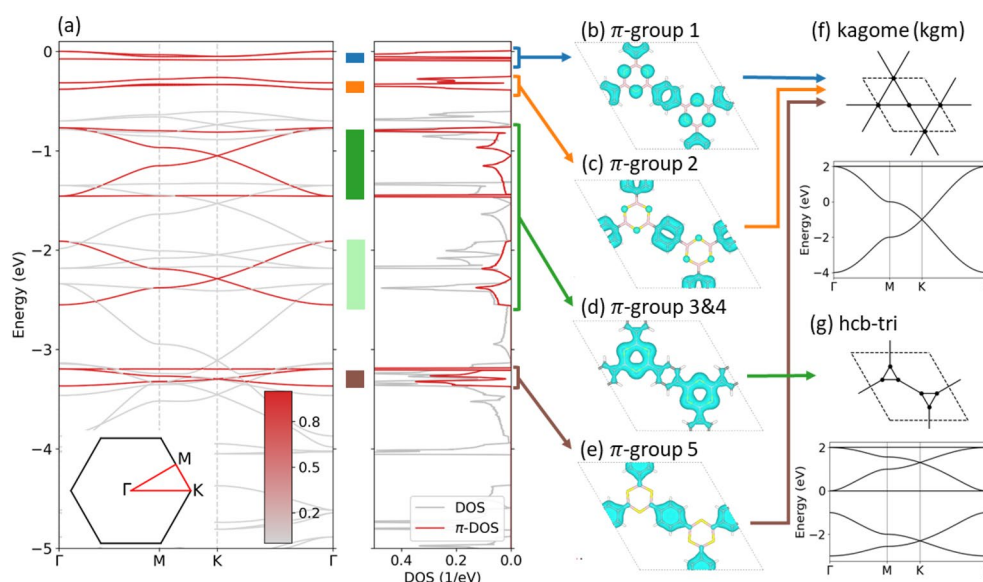 (a)
0
−1
−2
−3
−4
−5
Energy (eV)
Γ
M
K
Γ
M
Γ
K
0.8
0.5
0.2
DOS
π-DOS
0.4
0.2
0.0
DOS (1/eV)
(b) π-group 1
(c) π-group 2
(d) π-group 3&4
(e) π-group 5
(f) kagome (kgm)
2
0
−2
−4
Energy (eV)
Γ
M
K
Γ
(g) hcb-tri
2
0
−2
Energy (eV)
Γ
M
K
Γ